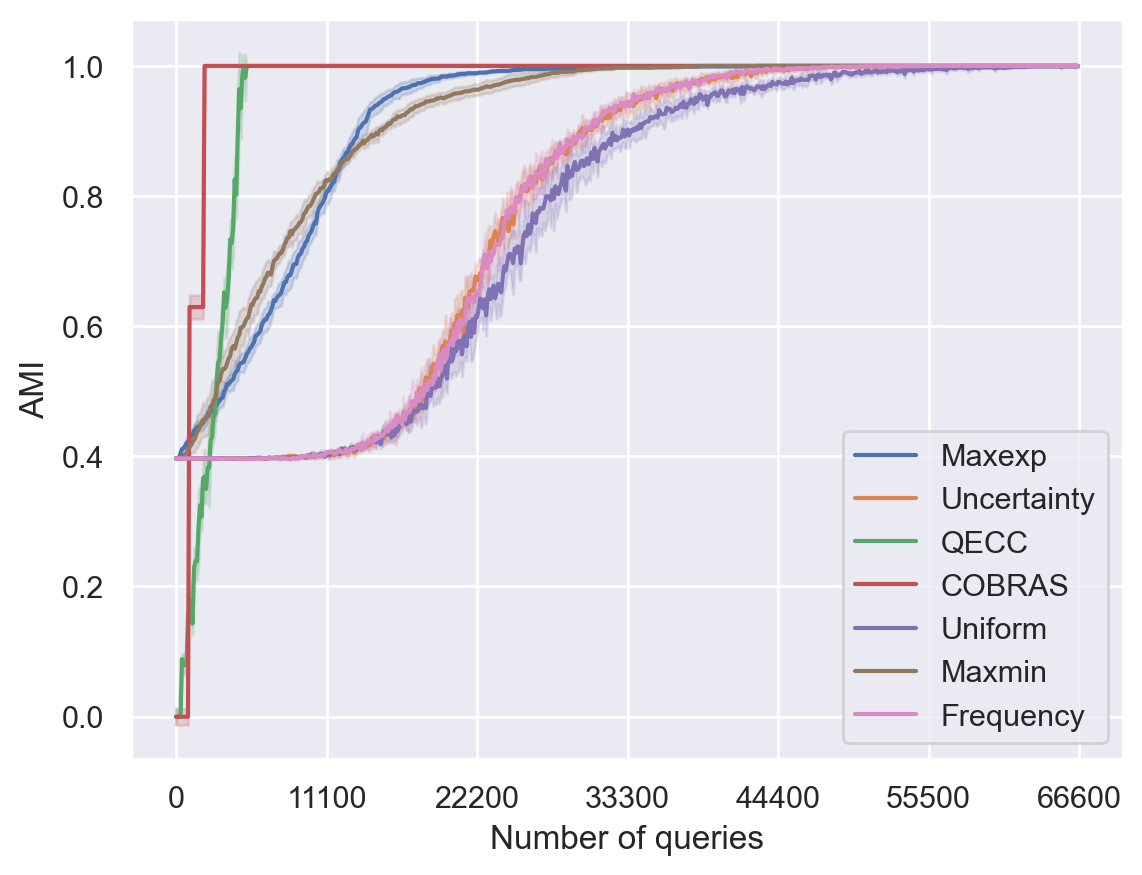 AMI
1.0
0.8
0.6
0.4
0.2
0.0
Maxexp
Uncertainty
QECC
COBRAS
Uniform
Maxmin
Frequency
0 11100 22200 33300 44400 55500 66600
Number of queries